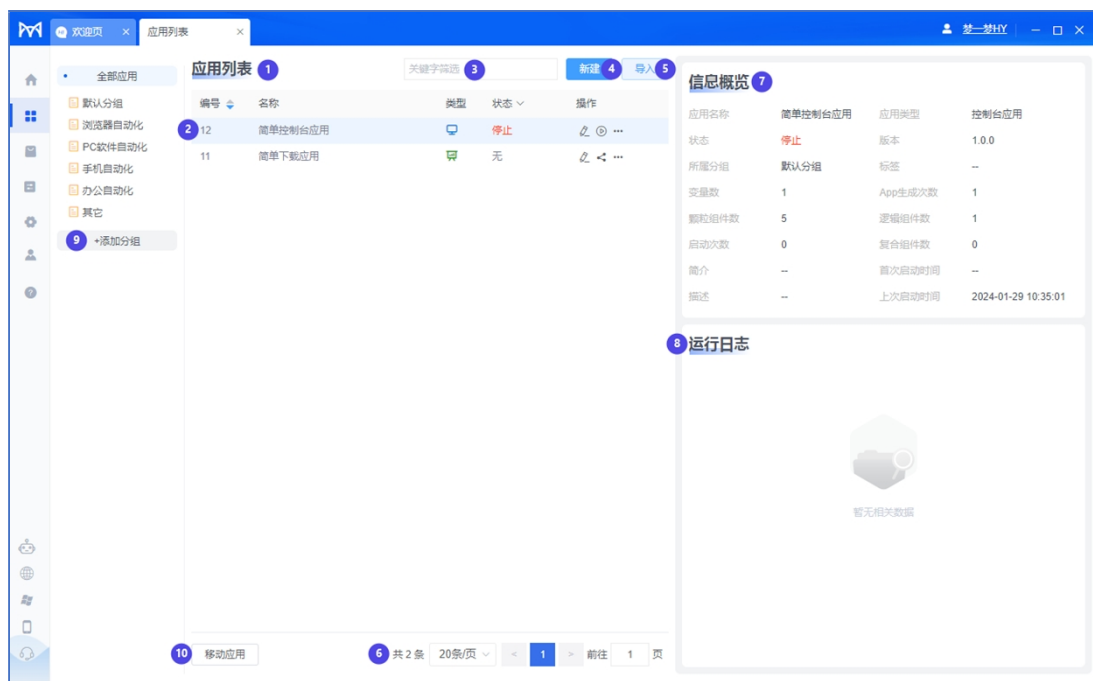 欢迎页 × 应用列表 × 梦一梦HY
全部应用
默认分组
浏览器自动化
PC软件自动化
手机自动化
办公自动化
其它
9 +添加分组
应用列表 1 关键字筛选 3 新建 4 导入 5
编号 名称 类型 状态 操作
2 12 简单控制台应用 停止
11 简单下载应用 无
10 移动应用 6 共 2 条 20条/页 < 1 > 前往 1 页
信息概览 7
应用名称 简单控制台应用 应用类型 控制台应用
状态 停止 版本 1.0.0
所属分组 默认分组 标签 --
变量数 1 App生成次数 1
颗粒组件数 5 逻辑组件数 1
启动次数 0 复合组件数 0
简介 -- 首次启动时间 --
描述 -- 上次启动时间 2024-01-29 10:35:01
8 运行日志
暂无相关数据